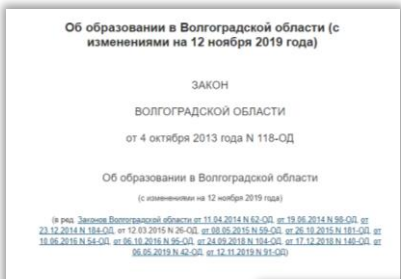 Об образовании в Волгоградской области (с
изменениями на 12 ноября 2019 года)
ЗАКОН
ВОЛГОГРАДСКОЙ ОБЛАСТИ
от 4 октября 2013 года N 118-ОД
Об образовании в Волгоградской области
(с изменениями на 12 ноября 2019 года)
(в ред. Законов Волгоградской области от 11.04.2014 N 62-ОД, от 19.06.2014 N 98-ОД, от
23.12.2014 N 184-ОД, от 12.03.2015 N 26-ОД, от 08.05.2015 N 59-ОД, от 26.10.2015 N 181-ОД, от
10.06.2016 N 54-ОД, от 06.10.2016 N 95-ОД, от 24.09.2018 N 104-ОД, от 17.12.2018 N 148-ОД, от
06.05.2019 N 42-ОД, от 12.11.2019 N 91-ОД)